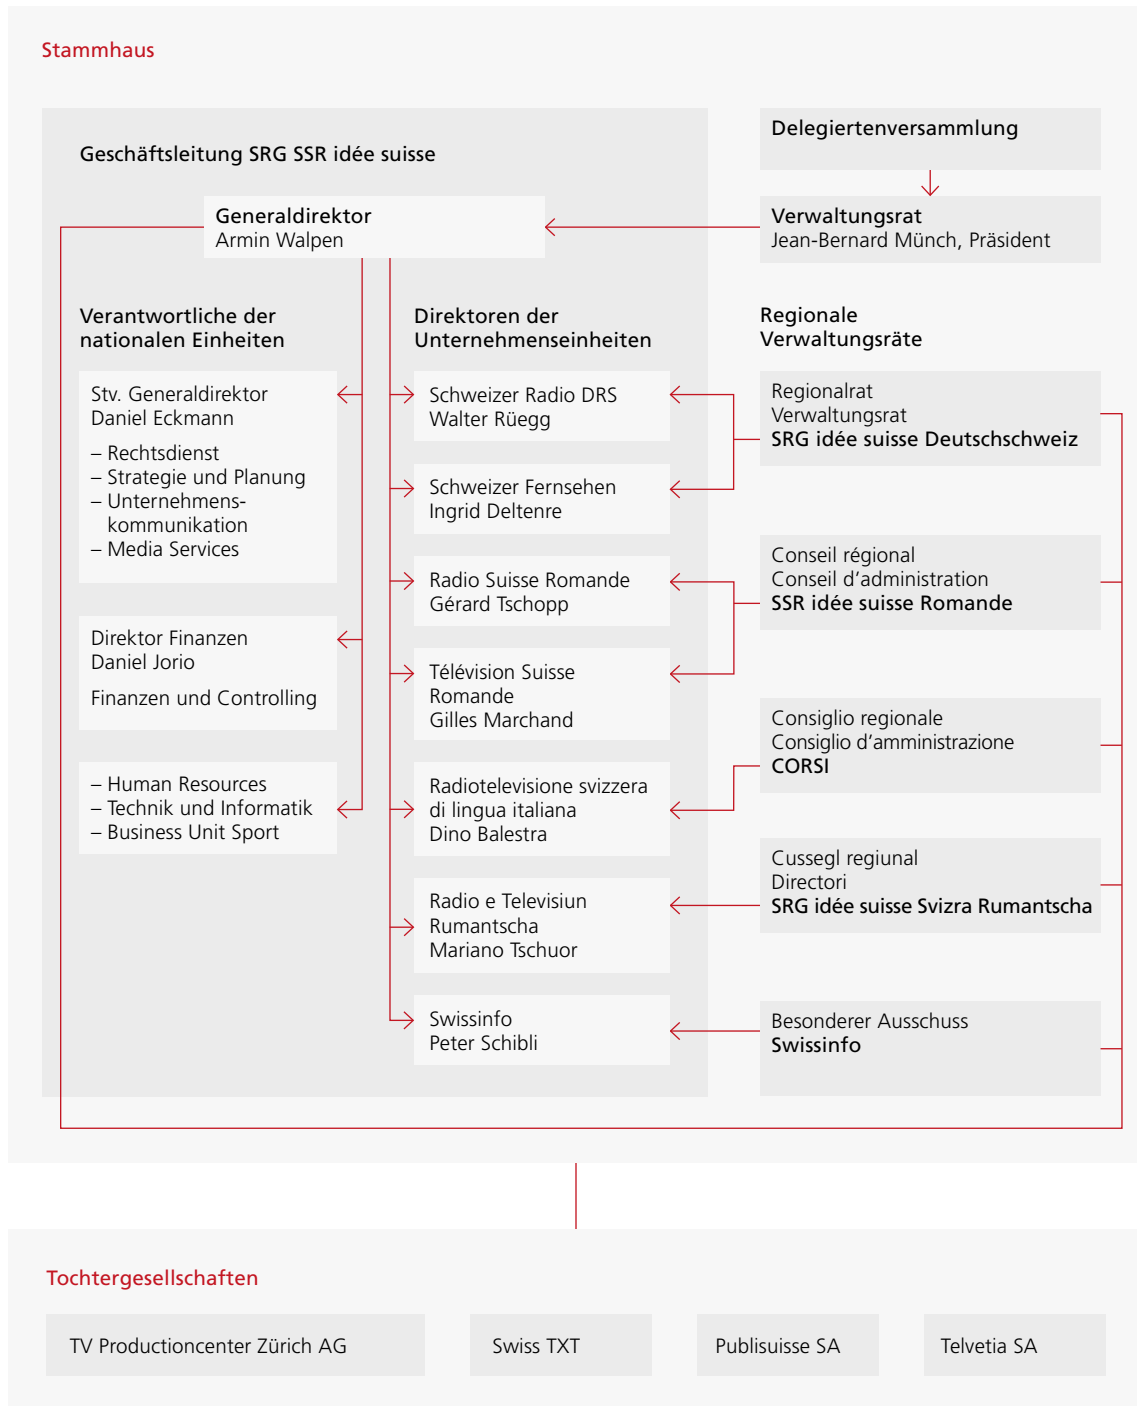 Stammhaus
Geschäftsleitung SRG SSR idée suisse
Generaldirektor
Armin Walpen
Delegiertenversammlung
Verwaltungsrat
Jean-Bernard Münch, Präsident
Verantwortliche der
nationalen Einheiten
Stv. Generaldirektor
Daniel Eckmann
– Rechtsdienst
– Strategie und Planung
– Unternehmens-
kommunikation
– Media Services
Direktor Finanzen
Daniel Jorio
Finanzen und Controlling
– Human Resources
– Technik und Informatik
– Business Unit Sport
Direktoren der
Unternehmenseinheiten
Schweizer Radio DRS
Walter Rüegg
Schweizer Fernsehen
Ingrid Deltenre
Radio Suisse Romande
Gérard Tschopp
Télévision Suisse
Romande
Gilles Marchand
Radiotelevisione svizzera
di lingua italiana
Dino Balestra
Radio e Televisiun
Rumantscha
Mariano Tschuor
Swissinfo
Peter Schibli
Regionale
Verwaltungsräte
Regionalrat
Verwaltungsrat
SRG idée suisse Deutschschweiz
Conseil régional
Conseil d’administration
SSR idée suisse Romande
Consiglio regionale
Consiglio d’amministrazione
CORSI
Cussegl regiunal
Directori
SRG idée suisse Svizra Rumantscha
Besonderer Ausschuss
Swissinfo
Tochtergesellschaften
TV Productioncenter Zürich AG
Swiss TXT
Publisuisse SA
Telvetia SA